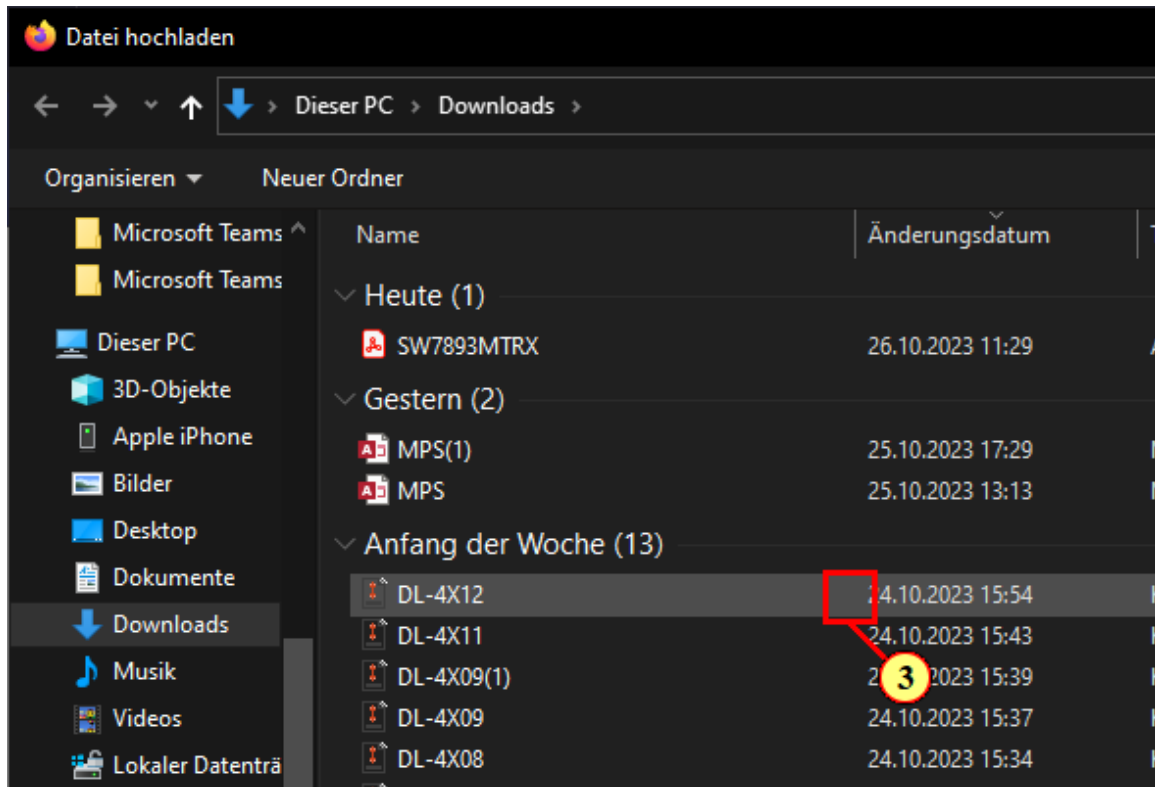 Datei hochladen
Dieser PC > Downloads >
Organisieren Neuer Ordner
Microsoft Teams
Microsoft Teams
Dieser PC
3D-Objekte
Apple iPhone
Bilder
Desktop
Dokumente
Downloads
Musik
Videos
Lokaler Datenträ
Name Änderungsdatum
Heute (1)
SW7893MTRX 26.10.2023 11:29
Gestern (2)
MPS(1) 25.10.2023 17:29
MPS 25.10.2023 13:13
Anfang der Woche (13)
DL-4X12 24.10.2023 15:54
DL-4X11 24.10.2023 15:43
DL-4X09(1) 15:39
3
DL-4X09 24.10.2023 15:37
DL-4X08 24.10.2023 15:34